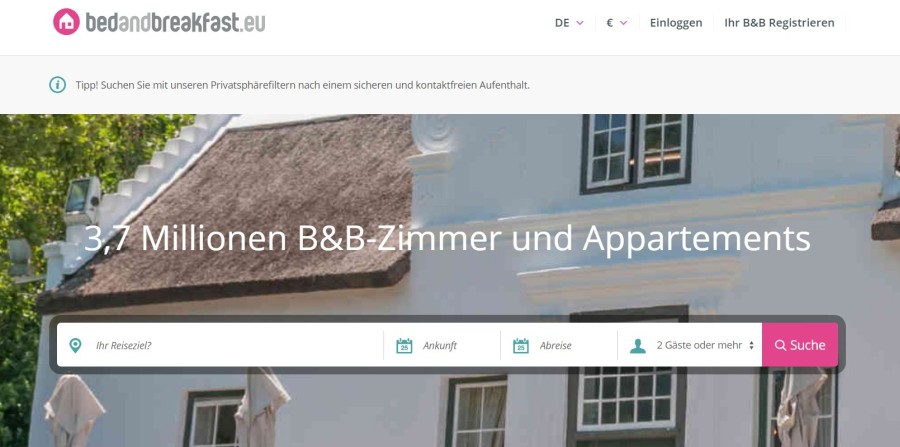 bedandbreakfast.eu
DE € Einloggen Ihr B&B Registrieren
Tipp! Suchen Sie mit unseren Privatsphärefiltern nach einem sicheren und kontaktfreien Aufenthalt.
3,7 Millionen B&B-Zimmer und Appartements
Ihr Reiseziel? 25 Ankunft 25 Abreise 2 Gäste oder mehr Suche